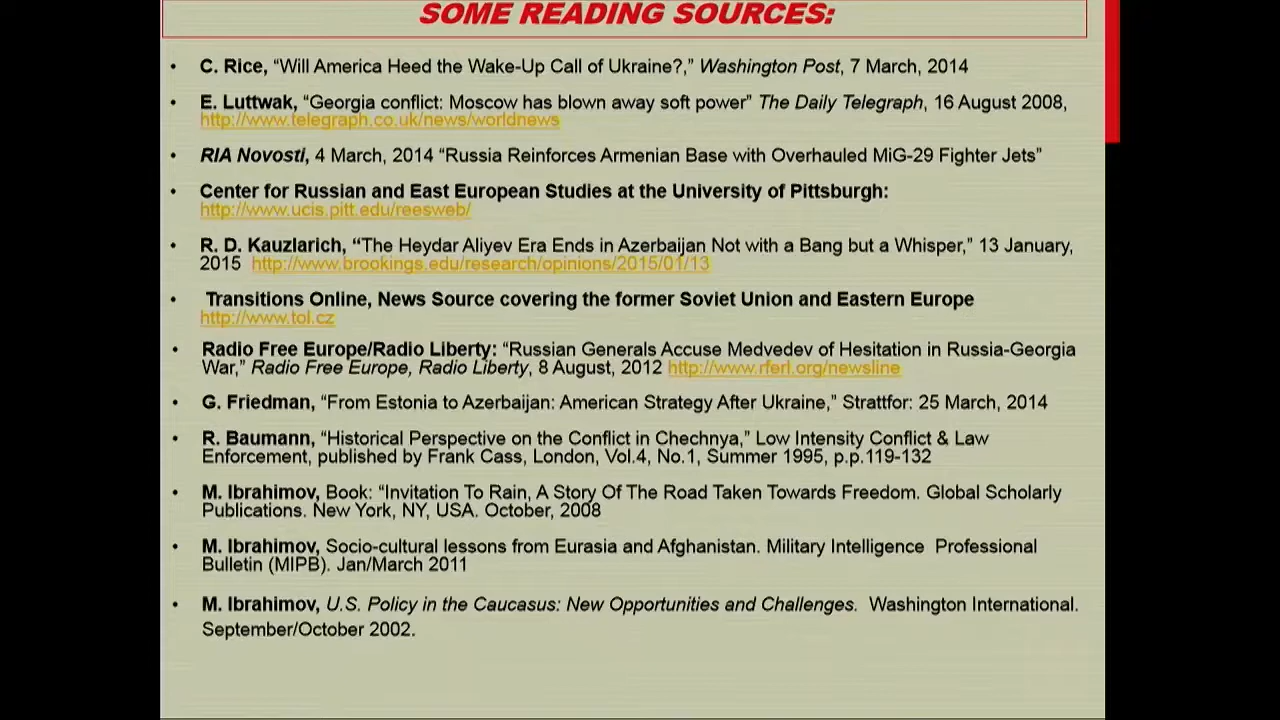 SOME READING SOURCES:
• C. Rice, “Will America Heed the Wake-Up Call of Ukraine?,” Washington Post, 7 March, 2014
• E. Luttwak, “Georgia conflict: Moscow has blown away soft power” The Daily Telegraph, 16 August 2008,
http://www.telegraph.co.uk/news/worldnews
• RIA Novosti, 4 March, 2014 “Russia Reinforces Armenian Base with Overhauled MiG-29 Fighter Jets”
• Center for Russian and East European Studies at the University of Pittsburgh:
http://www.ucis.pitt.edu/reesweb/
• R. D. Kauzlarich, “The Heydar Aliyev Era Ends in Azerbaijan Not with a Bang but a Whisper,” 13 January,
2015 http://www.brookings.edu/research/opinions/2015/01/13
• Transitions Online, News Source covering the former Soviet Union and Eastern Europe
http://www.tol.cz
• Radio Free Europe/Radio Liberty: “Russian Generals Accuse Medvedev of Hesitation in Russia-Georgia
War,” Radio Free Europe, Radio Liberty, 8 August, 2012 http://www.rferl.org/newsline
• G. Friedman, “From Estonia to Azerbaijan: American Strategy After Ukraine,” Strattfor: 25 March, 2014
• R. Baumann, “Historical Perspective on the Conflict in Chechnya,” Low Intensity Conflict & Law
Enforcement, published by Frank Cass, London, Vol.4, No.1, Summer 1995, p.p.119-132
• M. Ibrahimov, Book: “Invitation To Rain, A Story Of The Road Taken Towards Freedom. Global Scholarly
Publications. New York, NY, USA. October, 2008
• M. Ibrahimov, Socio-cultural lessons from Eurasia and Afghanistan. Military Intelligence Professional
Bulletin (MIPB). Jan/March 2011
• M. Ibrahimov, U.S. Policy in the Caucasus: New Opportunities and Challenges. Washington International.
September/October 2002.